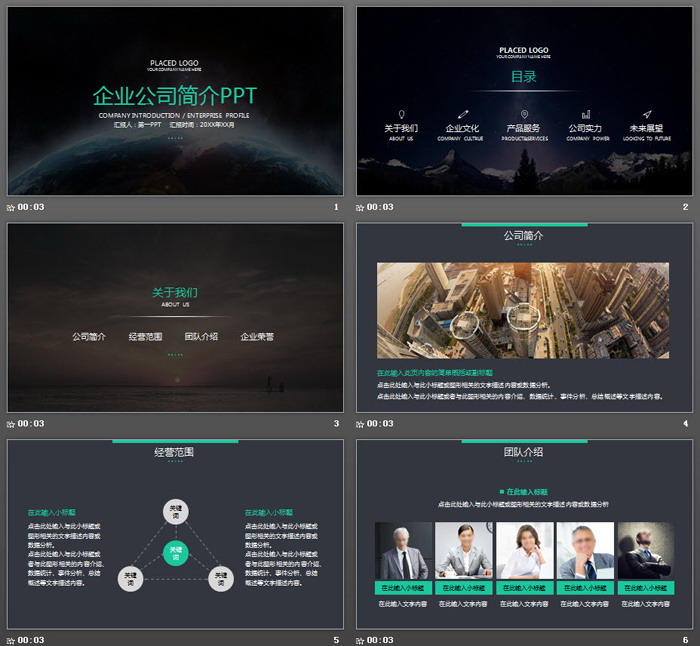 PLACED LOGO
YOUR COMPANY NAME HERE
企业公司简介PPT
COMPANY INTRODUCTION / ENTERPRISE PROFILE
汇报人：第一PPT 汇报时间：20XX年XX月
00:03 1
PLACED LOGO
YOUR COMPANY NAME HERE
目录
关于我们 企业文化 产品服务 公司实力 未来展望
ABOUT US COMPANY CULTRUE PRODUCT&SERVICES COMPANY POWER LOOKING TO FUTURE
00:03 2
关于我们
ABOUT US
公司简介 经营范围 团队介绍 企业荣誉
00:03 3
公司简介
在此输入此页内容的简单概括或副标题
点击此处输入与此小标题或图形相关的文字描述内容或数据分析。
点击此处输入与此小标题或者与此图形相关的内容介绍、数据统计、事件分析、总结概述等文字描述内容。
00:03 4
经营范围
在此输入小标题
点击此处输入与此小标题或
图形相关的文字描述内容或
数据分析。
点击此处输入与此小标题或
者与此图形相关的内容介绍、
数据统计、事件分析、总结
概述等文字描述内容。
关键
词
关键
词
关键
词
关键
词
在此输入小标题
点击此处输入与此小标题或
图形相关的文字描述内容或
数据分析。
点击此处输入与此小标题或
者与此图形相关的内容介绍、
数据统计、事件分析、总结
概述等文字描述内容。
00:03 5
团队介绍
在此输入标题
点击此处输入与此小标题或图形相关的文字描述内容或数据分析
在此输入小标题 在此输入小标题 在此输入小标题 在此输入小标题 在此输入小标题
在此输入文字内容 在此输入文字内容 在此输入文字内容 在此输入文字内容 在此输入文字内容
00:03 6